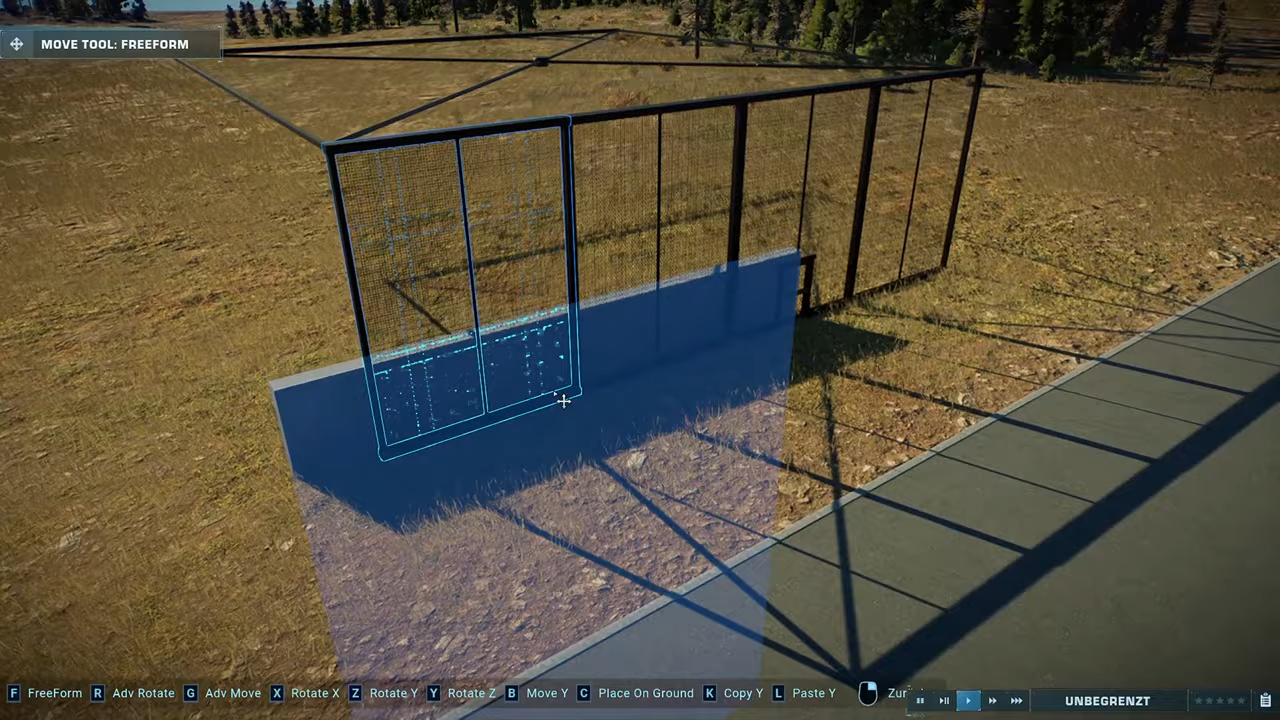 MOVE TOOL: FREEFORM
F FreeForm R Adv Rotate G Adv Move X Rotate X Z Rotate Y Y Rotate Z B Move Y C Place On Ground K Copy Y L Paste Y
UNBEGRENZT